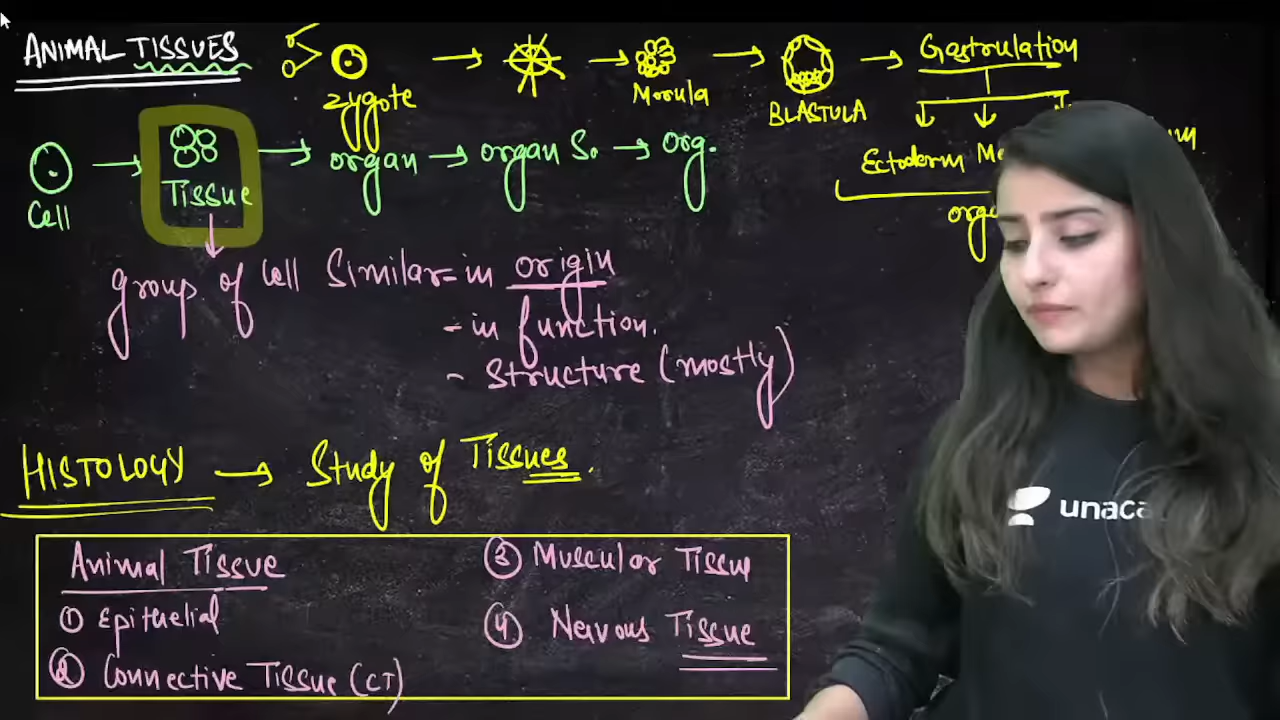 ANIMAL TISSUES
Zygote
Morula
BLASTULA
Gastrulation
Ectoderm
Cell
Tissue
organ
organ S.
Org.
group of Cell Similar - in origin
- in function.
- Structure (mostly)
HISTOLOGY → Study of Tissues.
Animal Tissue
① Epithelial
② Connective Tissue (CT)
③ Muscular Tissue
④ Nervous Tissue